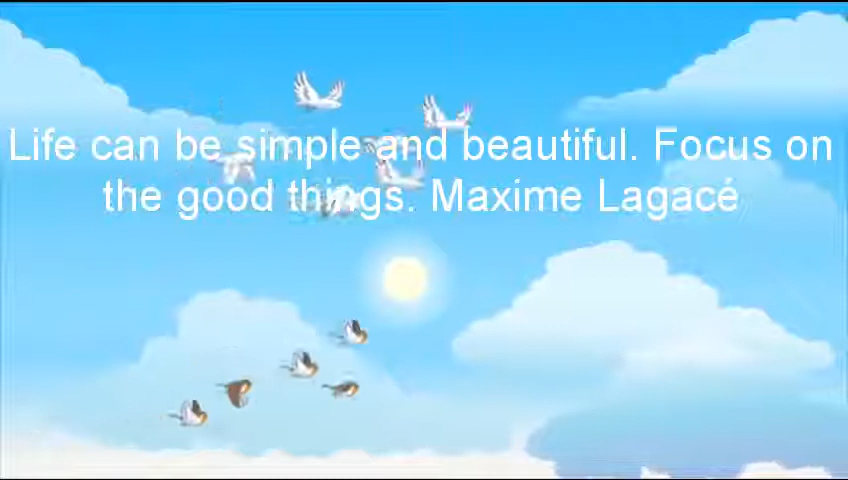 Life can be simple and beautiful. Focus on
the good things. Maxime Lagacé